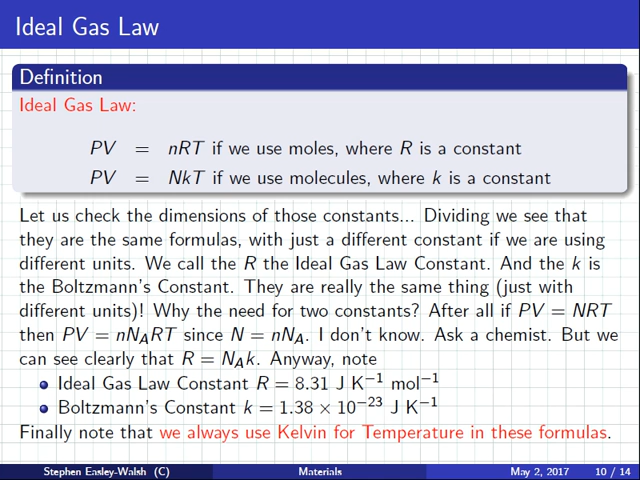 Ideal Gas Law
Definition
Ideal Gas Law:
PV = nRT if we use moles, where R is a constant
PV = NkT if we use molecules, where k is a constant
Let us check the dimensions of those constants... Dividing we see that
they are the same formulas, with just a different constant if we are using
different units. We call the R the Ideal Gas Law Constant. And the k is
the Boltzmann's Constant. They are really the same thing (just with
different units)! Why the need for two constants? After all if PV = NRT
then PV = nN_ART since N = nN_A. I don't know. Ask a chemist. But we
can see clearly that R = N_Ak. Anyway, note
• Ideal Gas Law Constant R = 8.31 J K⁻¹ mol⁻¹
• Boltzmann's Constant k = 1.38 × 10⁻²³ J K⁻¹
Finally note that we always use Kelvin for Temperature in these formulas.
Stephen Easley-Walsh (C) Materials May 2, 2017 10 / 14